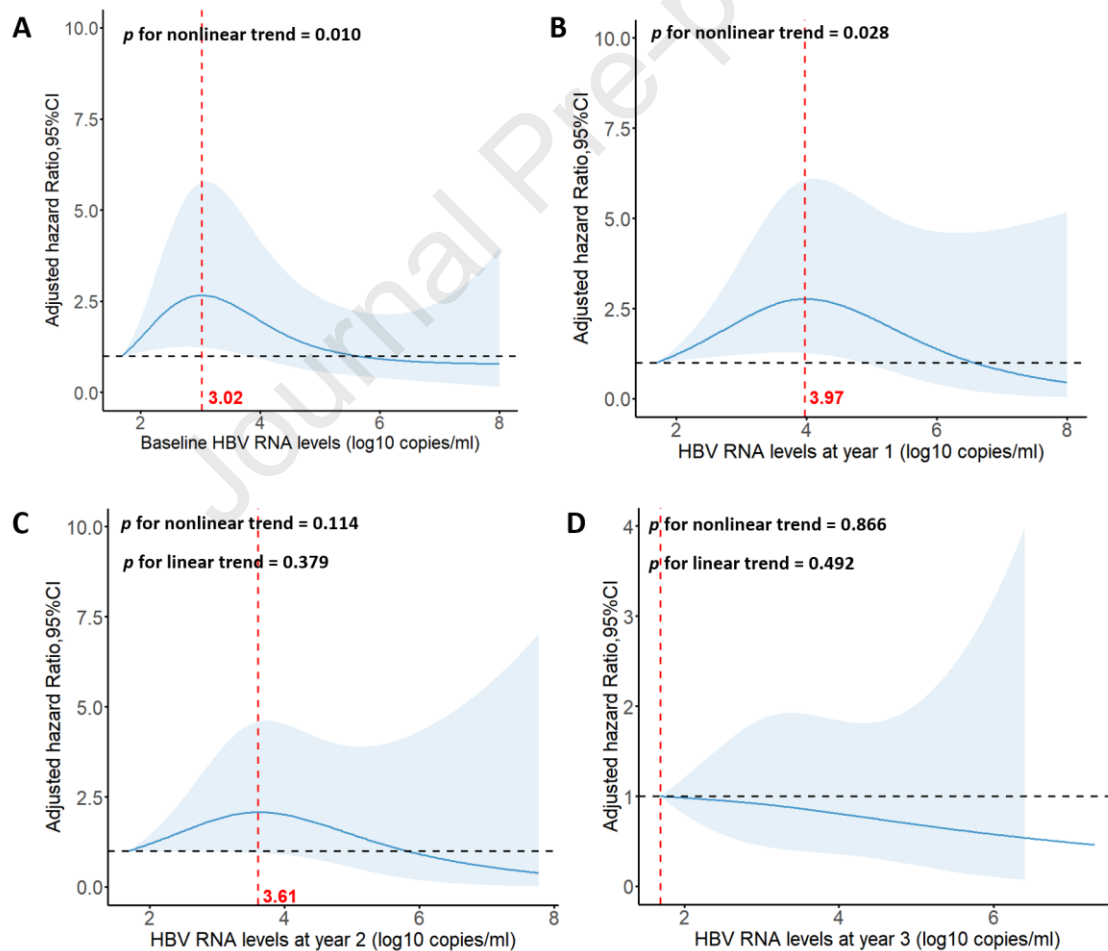 A
p for nonlinear trend = 0.010
10.0
7.5
5.0
2.5
0.0
Adjusted hazard Ratio,95%CI
3.02
2
4
6
8
Baseline HBV RNA levels (log10 copies/ml)
B
p for nonlinear trend = 0.028
10.0
7.5
5.0
2.5
0.0
Adjusted hazard Ratio,95%CI
3.97
2
4
6
8
HBV RNA levels at year 1 (log10 copies/ml)
C
p for nonlinear trend = 0.114
p for linear trend = 0.379
10.0
7.5
5.0
2.5
0.0
Adjusted hazard Ratio,95%CI
3.61
2
4
6
8
HBV RNA levels at year 2 (log10 copies/ml)
D
p for nonlinear trend = 0.866
p for linear trend = 0.492
4
3
2
1
0
Adjusted hazard Ratio,95%CI
2
4
6
HBV RNA levels at year 3 (log10 copies/ml)
Journal Pre-p